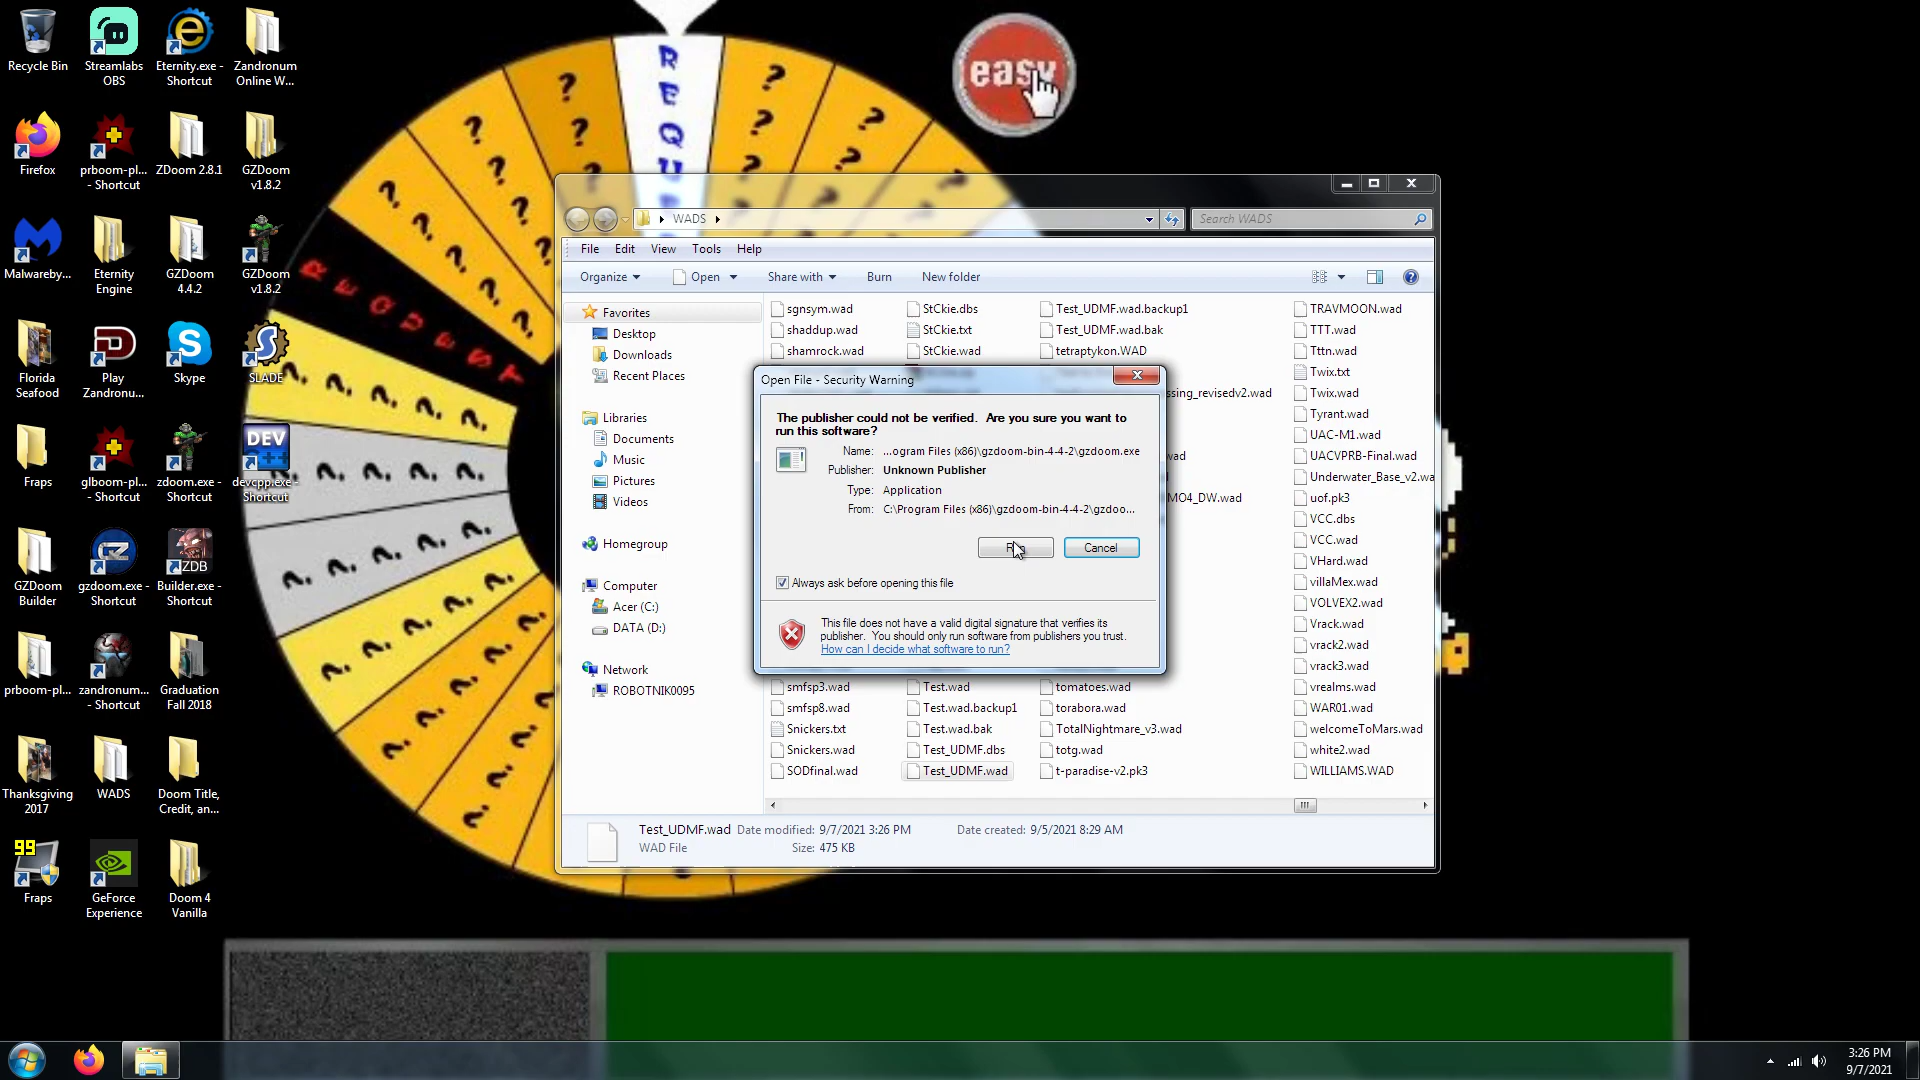 Recycle Bin
Streamlabs
OBS
Eternity.exe -
Shortcut
Zandronum
Online W...
Firefox
prboom-pl...
- Shortcut
ZDoom 2.8.1
GZDoom
v1.8.2
Malwareby...
Eternity
Engine
GZDoom
4.4.2
GZDoom
v1.8.2
Florida
Seafood
Play
Zandronu...
Skype
SLADE
Fraps
glboom-pl...
- Shortcut
zdoom.exe -
Shortcut
DEV
C++
devcpp.exe -
Shortcut
GZDoom
Builder
gzdoom.exe -
Shortcut
ZDB
Builder.exe -
Shortcut
prboom-pl...
zandronum...
- Shortcut
Graduation
Fall 2018
Thanksgiving
2017
WADS
Doom Title,
Credit, an...
99
Fraps
GeForce
Experience
Doom 4
Vanilla
easy
REQUEST
WADS
Search WADS
File Edit View Tools Help
Organize Open Share with Burn New folder
Favorites
Desktop
Downloads
Recent Places
Libraries
Documents
Music
Pictures
Videos
Homegroup
Computer
Acer (C:)
DATA (D:)
Network
ROBOTNIK0095
sgnsym.wad
shaddup.wad
shamrock.wad
smfsp3.wad
smfsp8.wad
Snickers.txt
Snickers.wad
SODfinal.wad
StCkie.dbs
StCkie.txt
StCkie.wad
Test.wad
Test.wad.backup1
Test.wad.bak
Test_UDMF.dbs
Test_UDMF.wad
Test_UDMF.wad.backup1
Test_UDMF.wad.bak
tetraptykon.WAD
ssing_revisedv2.wad
wad
MO4_DW.wad
tomatoes.wad
torabora.wad
TotalNightmare_v3.wad
totg.wad
t-paradise-v2.pk3
TRAVMOON.wad
TTT.wad
Tttn.wad
Twix.txt
Twix.wad
Tyrant.wad
UAC-M1.wad
UACVPRB-Final.wad
Underwater_Base_v2.wa
uof.pk3
VCC.dbs
VCC.wad
VHard.wad
villaMex.wad
VOLVEX2.wad
Vrack.wad
vrack2.wad
vrack3.wad
vrealms.wad
WAR01.wad
welcomeToMars.wad
white2.wad
WILLIAMS.WAD
Open File - Security Warning
The publisher could not be verified. Are you sure you want to
run this software?
Name: ...ogram Files (x86)\gzdoom-bin-4-4-2\gzdoom.exe
Publisher: Unknown Publisher
Type: Application
From: C:\Program Files (x86)\gzdoom-bin-4-4-2\gzdoo...
Cancel
Always ask before opening this file
This file does not have a valid digital signature that verifies its
publisher. You should only run software from publishers you trust.
How can I decide what software to run?
Test_UDMF.wad Date modified: 9/7/2021 3:26 PM Date created: 9/5/2021 8:29 AM
WAD File Size: 475 KB
3:26 PM
9/7/2021